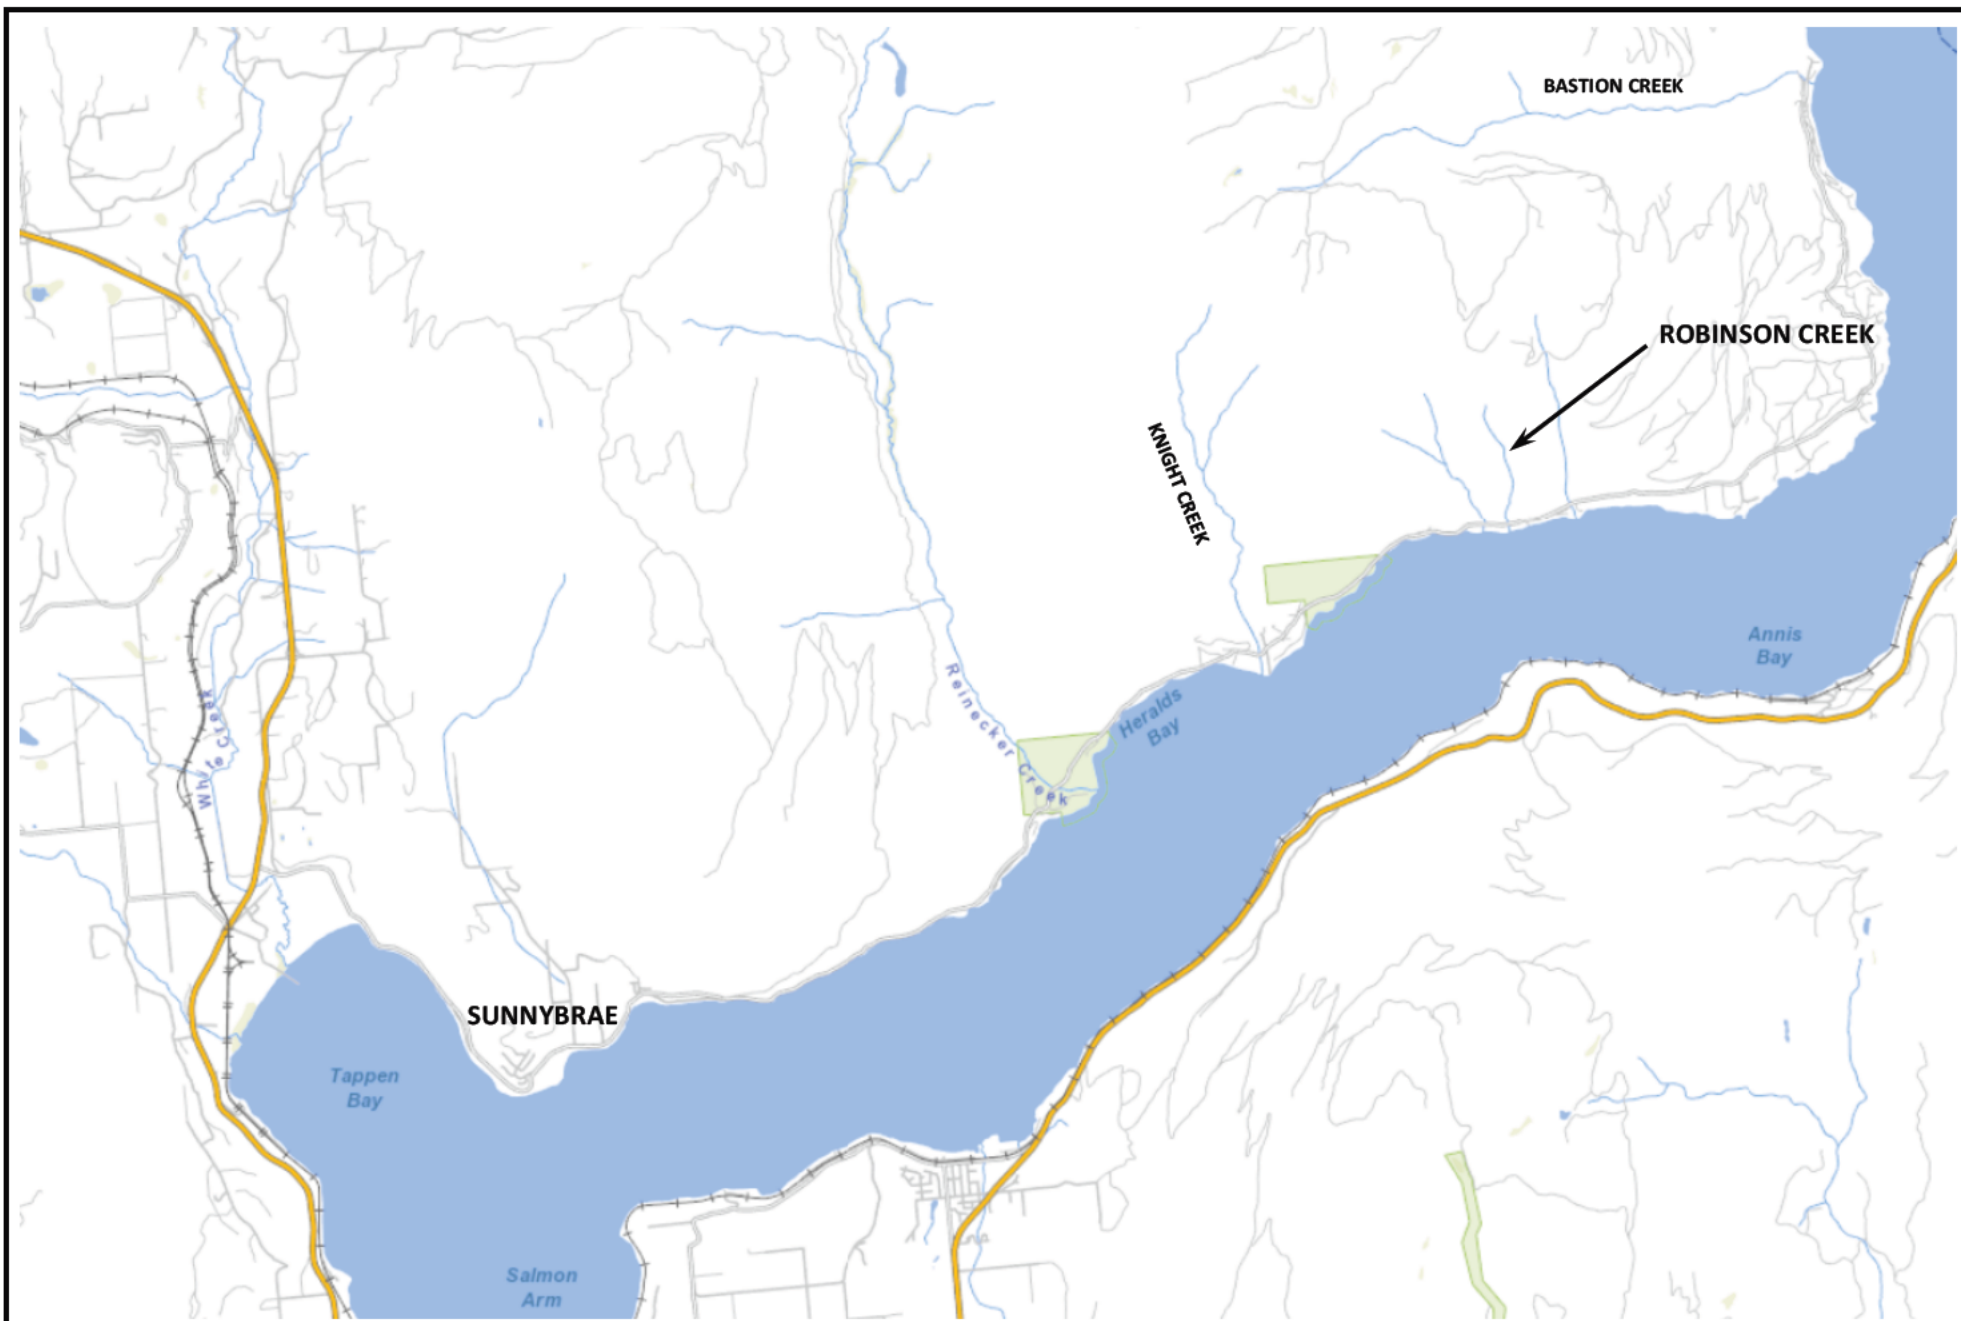 BASTION CREEK
ROBINSON CREEK
KNIGHT CREEK
Annis
Bay
Reinecker Creek
Heralds
Bay
White Creek
SUNNYBRAE
Tappen
Bay
Salmon
Arm